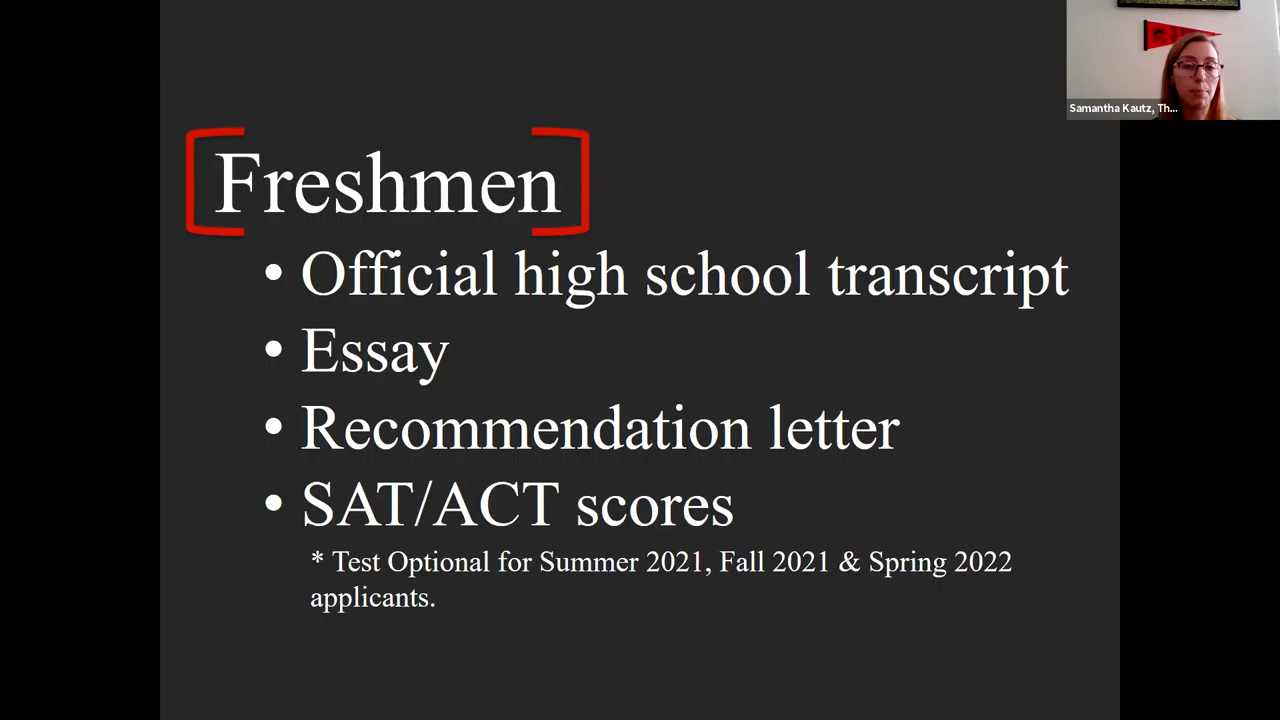 Samantha Kautz, Th...
Freshmen
• Official high school transcript
• Essay
• Recommendation letter
• SAT/ACT scores
* Test Optional for Summer 2021, Fall 2021 & Spring 2022
applicants.